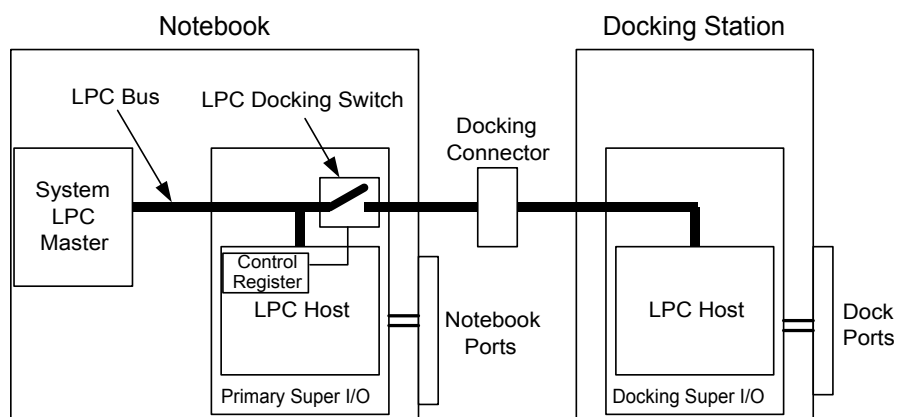 Notebook
Docking Station
LPC Bus
LPC Docking Switch
Docking
Connector
System
LPC
Master
Control
Register
LPC Host
Notebook
Ports
Primary Super I/O
LPC Host
Dock
Ports
Docking Super I/O